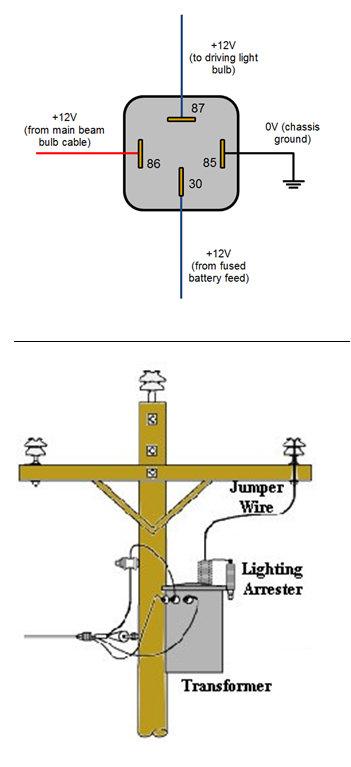 +12V
(to driving light
bulb)
87
+12V
(from main beam
bulb cable)
0V (chassis
ground)
86
85
30
+12V
(from fused
battery feed)
Jumper
Wire
Lighting
Arrester
Transformer